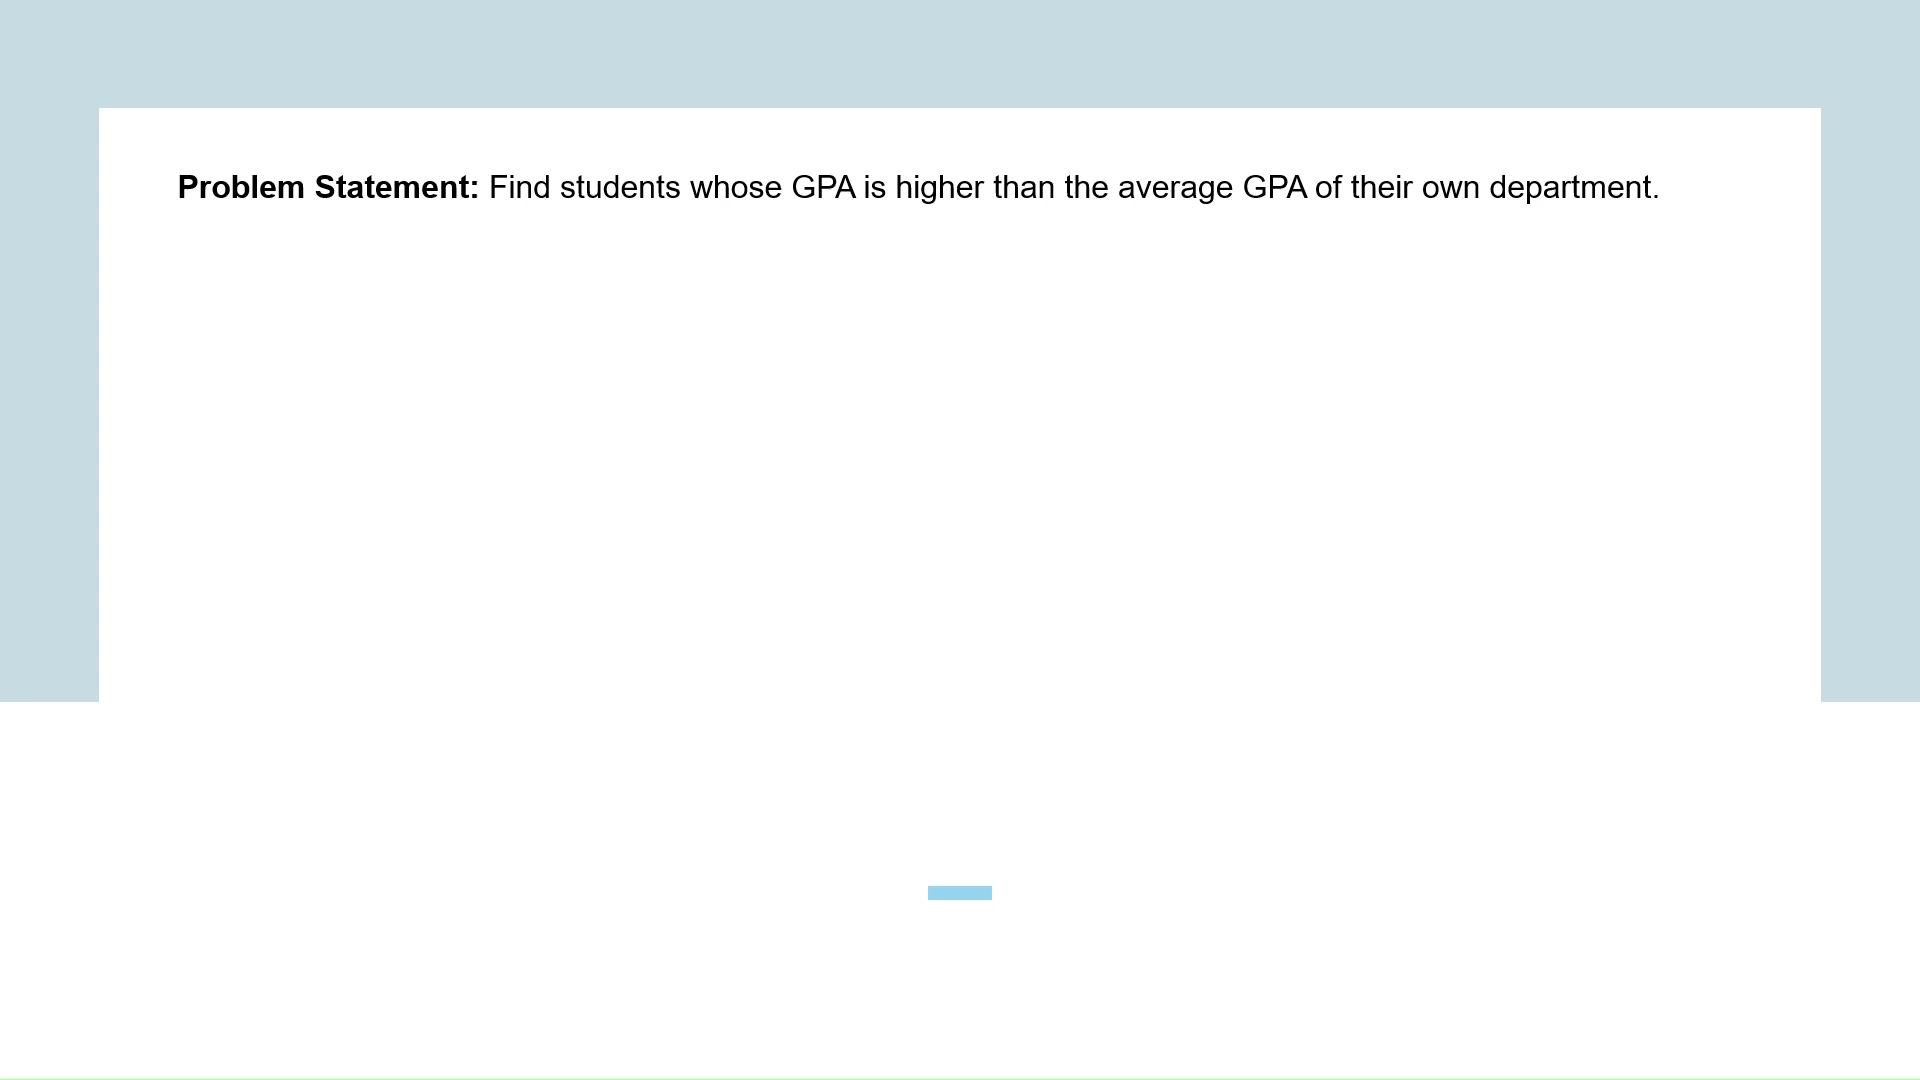 Problem Statement: Find students whose GPA is higher than the average GPA of their own department.